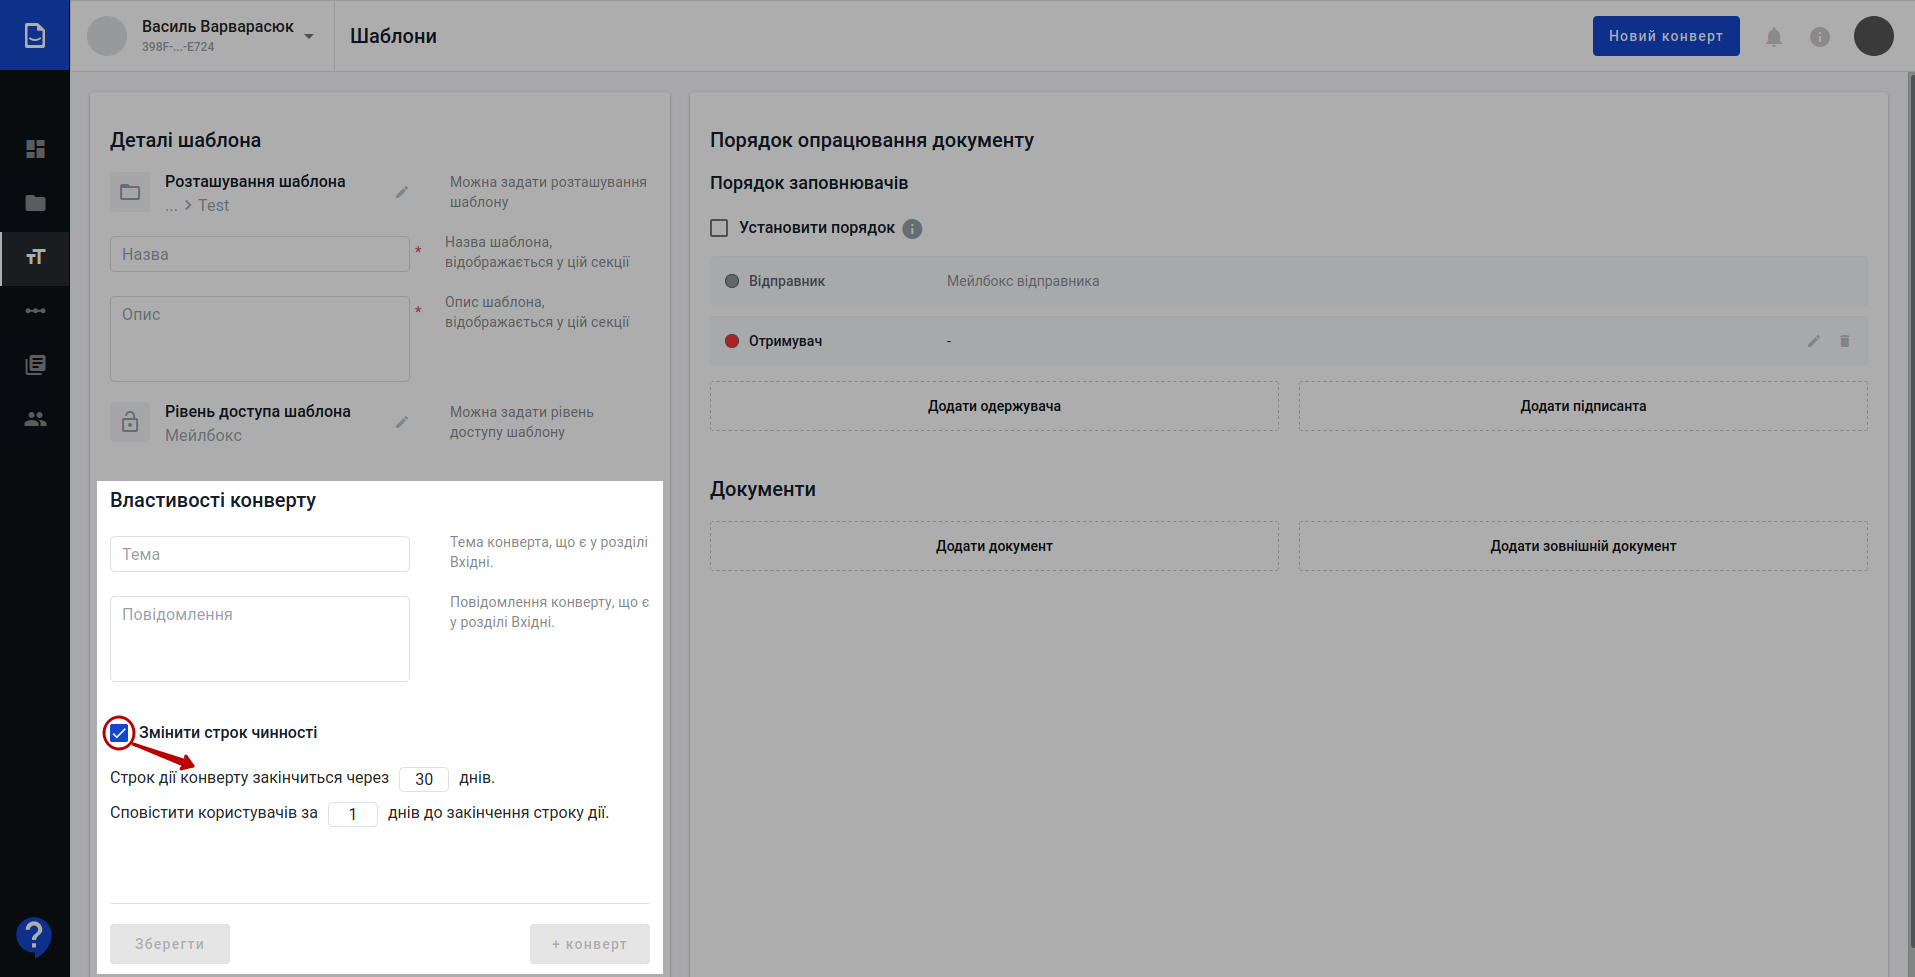 Василь Варварасюк
398F-...-E724
Шаблони
Новий конверт
Деталі шаблона
Розташування шаблона
... > Test
Можна задати розташування
шаблону
Назва
*
Назва шаблона,
відображається у цій секції
Опис
*
Опис шаблона,
відображається у цій секції
Рівень доступа шаблона
Мейлбокс
Можна задати рівень
доступу шаблону
Властивості конверту
Тема
Тема конверта, що є у розділі
Вхідні.
Повідомлення
Повідомлення конверту, що є
у розділі Вхідні.
Змінити строк чинності
Строк дії конверту закінчиться через 30 днів.
Сповістити користувачів за 1 днів до закінчення строку дії.
Зберегти
+ конверт
Порядок опрацювання документу
Порядок заповнювачів
Установити порядок
Відправник
Мейлбокс відправника
Отримувач
-
Додати одержувача
Додати підписанта
Документи
Додати документ
Додати зовнішній документ